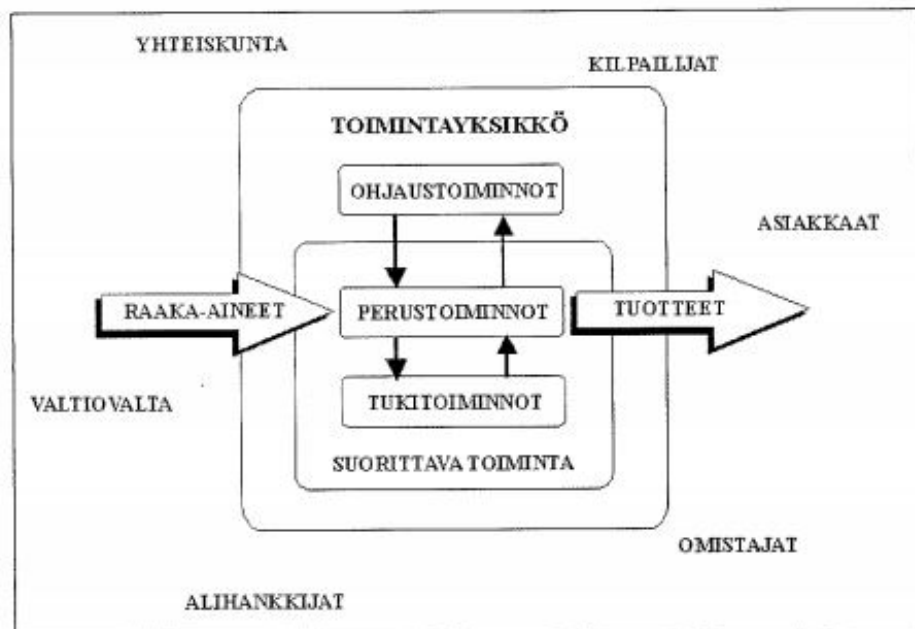 YHTEISKUNTA
KILPAILIJAT
TOIMINTAYKSIKKÖ
OHJAUSTOIMINNOT
ASIAKKAAT
RAAKA-AINEET
PERUSTOIMINNOT
TUOTTEET
VALTIOVALTA
TUKITOIMINNOT
SUORITTAVA TOIMINTA
OMISTAJAT
ALIHANKKIJAT